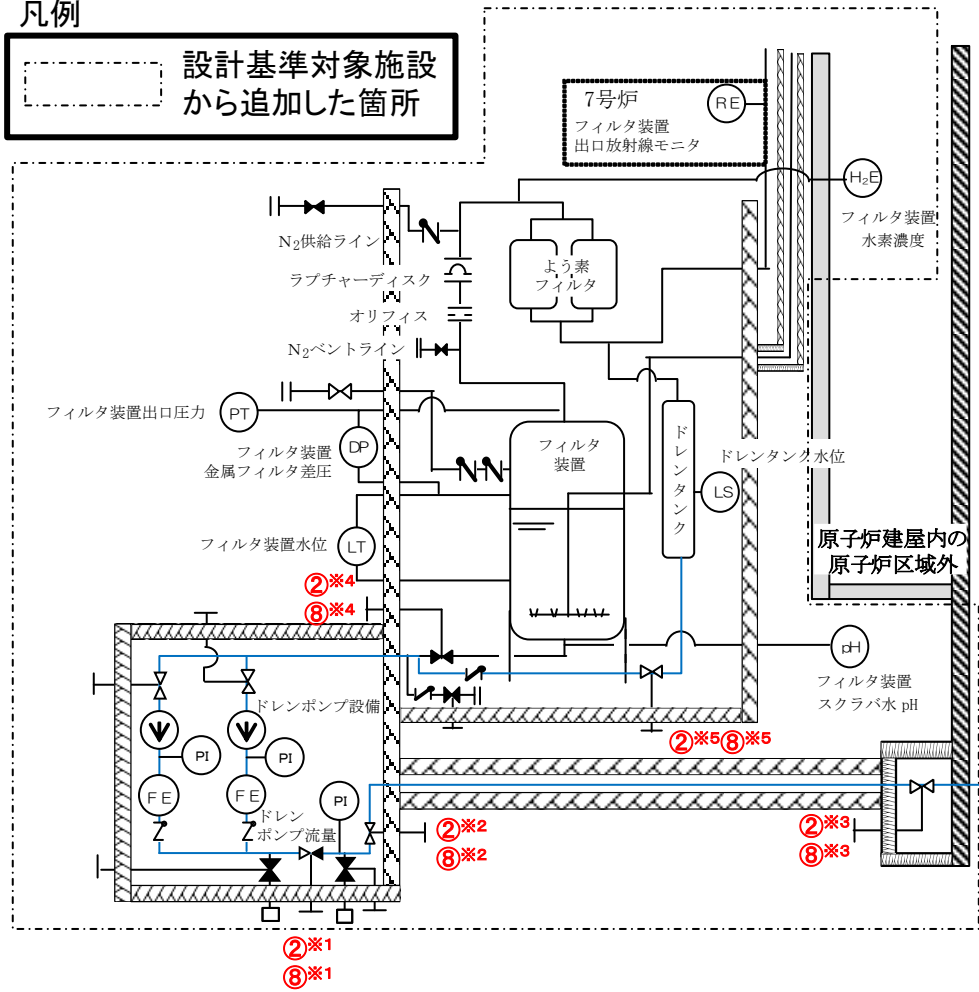 凡例
設計基準対象施設
から追加した箇所
7号炉
RE
フィルタ装置
出口放射線モニタ
H₂E
フィルタ装置
水素濃度
N₂供給ライン
ラプチャーディスク
オリフィス
N₂ベントライン
よう素
フィルタ
フィルタ装置出口圧力
PT
フィルタ装置
金属フィルタ差圧
DP
フィルタ装置
ドレンタンク
ドレンタンク水位
LS
フィルタ装置水位
LT
原子炉建屋内の
原子炉区域外
②※4
⑧※4
pH
フィルタ装置
スクラバ水 pH
ドレンポンプ設備
PI
PI
FE
FE
PI
ドレン
ポンプ流量
②※5⑧※5
②※2
⑧※2
②※3
⑧※3
②※1
⑧※1